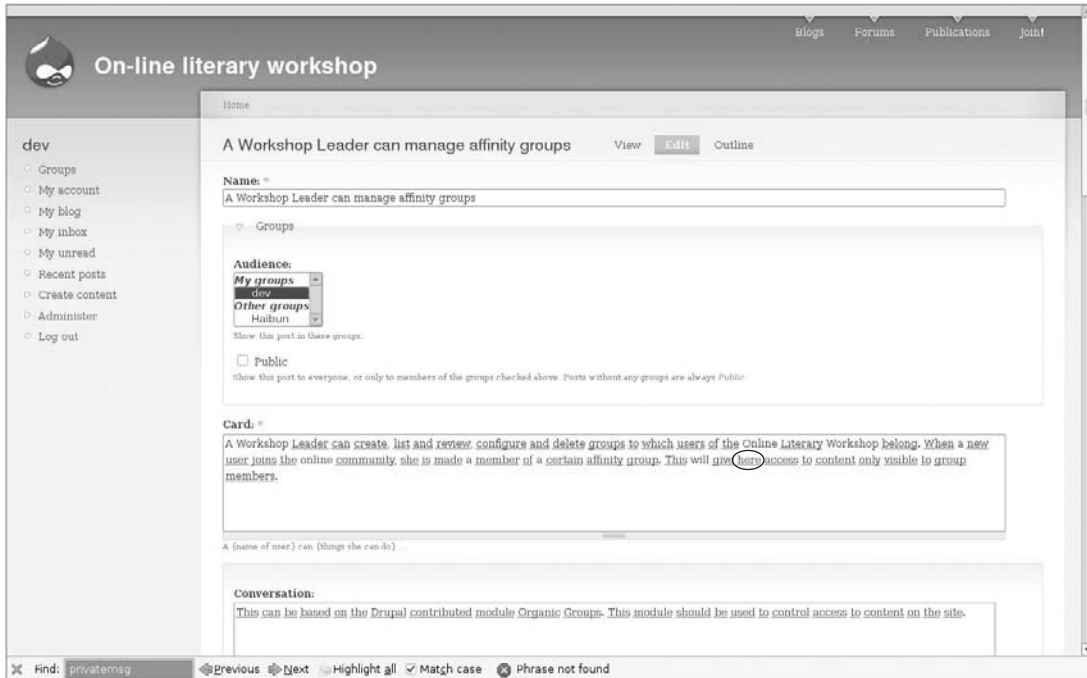 Blogs Forums Publications Join!
On-line literary workshop
Home
dev
Groups
My account
My blog
My inbox
My unread
Recent posts
Create content
Administer
Log out
A Workshop Leader can manage affinity groups View Edit Outline
Name: *
A Workshop Leader can manage affinity groups
Groups
Audience:
My groups
dev
Other groups
Haibun
Show this post in these groups.
Public
Show this post to everyone, or only to members of the groups checked above. Posts without any groups are always Public.
Card: *
A Workshop Leader can create, list and review, configure and delete groups to which users of the Online Literary Workshop belong. When a new
user joins the online community, she is made a member of a certain affinity group. This will give here access to content only visible to group
members.
A {name of user} can {things she can do} ...
Conversation:
This can be based on the Drupal contributed module Organic Groups. This module should be used to control access to content on the site.
Find: privatemsg Previous Next Highlight all Match case Phrase not found